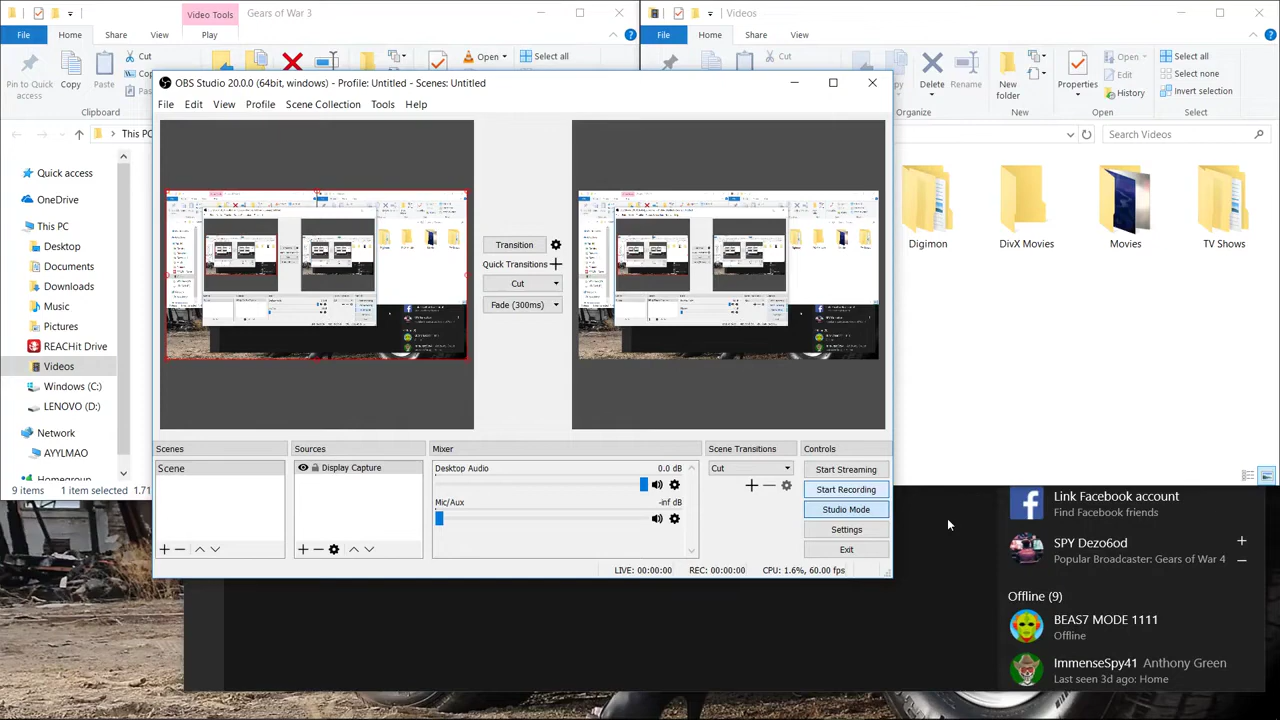 Video Tools
Gears of War 3
File
Home
Share
View
Play
Pin to Quick
access
Copy
Cut
Clipboard
Open
Select all
Videos
File
Home
Share
View
Cut
Delete
Rename
New
folder
New
Properties
Open
Edit
History
Open
Select all
Select none
Invert selection
Select
This PC
Search Videos
Quick access
OneDrive
This PC
Desktop
Documents
Downloads
Music
Pictures
REACHit Drive
Videos
Windows (C:)
LENOVO (D:)
Network
AYYLMAO
Homegroup
9 items
1 item selected 1.71
Digimon
DivX Movies
Movies
TV Shows
OBS Studio 20.0.0 (64bit, windows) - Profile: Untitled - Scenes: Untitled
File
Edit
View
Profile
Scene Collection
Tools
Help
Transition
Quick Transitions
Cut
Fade (300ms)
Scenes
Sources
Mixer
Scene Transitions
Controls
Scene
Display Capture
Desktop Audio
0.0 dB
Mic/Aux
-inf dB
Cut
Start Streaming
Start Recording
Studio Mode
Settings
Exit
LIVE: 00:00:00
REC: 00:00:00
CPU: 1.6%, 60.00 fps
Link Facebook account
Find Facebook friends
SPY Dezo6od
Popular Broadcaster: Gears of War 4
Offline (9)
BEAS7 MODE 1111
Offline
ImmenseSpy41 Anthony Green
Last seen 3d ago: Home